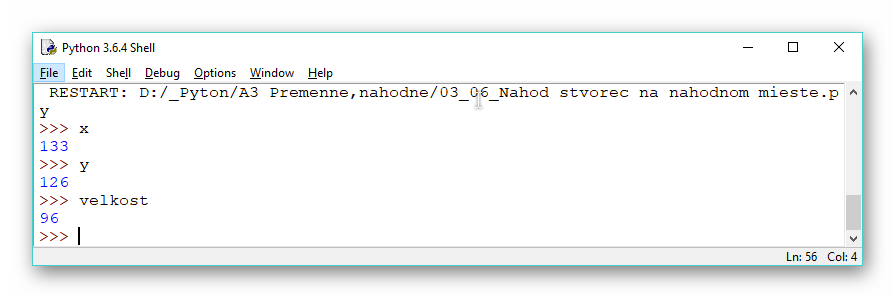 Python 3.6.4 Shell
File Edit Shell Debug Options Window Help
RESTART: D:/_Pyton/A3 Premenne,nahodne/03_06_Nahod stvorec na nahodnom mieste.p
y
>>> x
133
>>> y
126
>>> velkost
96
>>>
Ln: 56 Col: 4